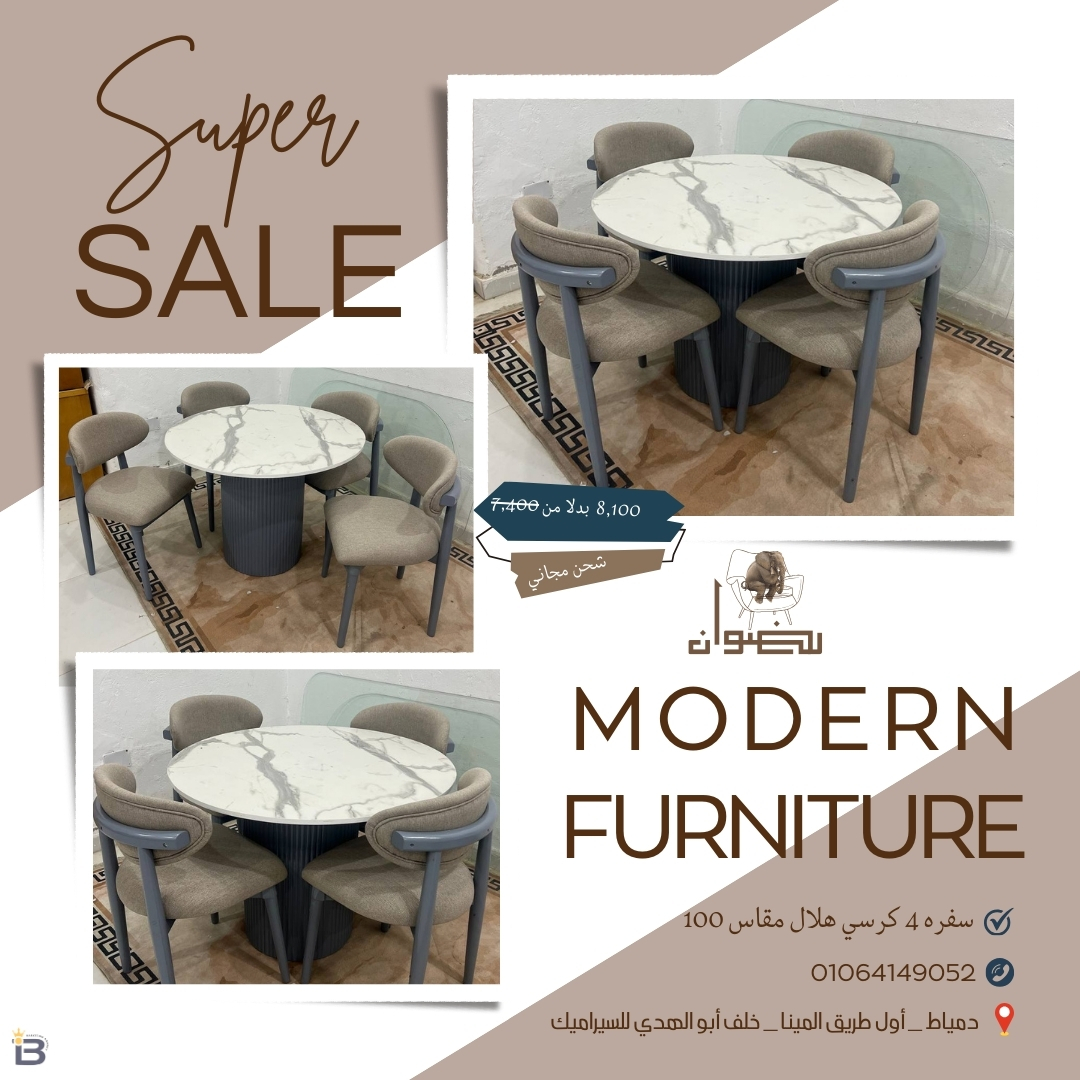 Super
SALE
8,100 بدلا من 7,400
شحن مجاني
رضوان
MODERN
FURNITURE
سفره 4 كرسي هلال مقاس 100
01064149052
دمياط _ أول طريق المينا _ خلف أبو الهدي للسيراميك
B